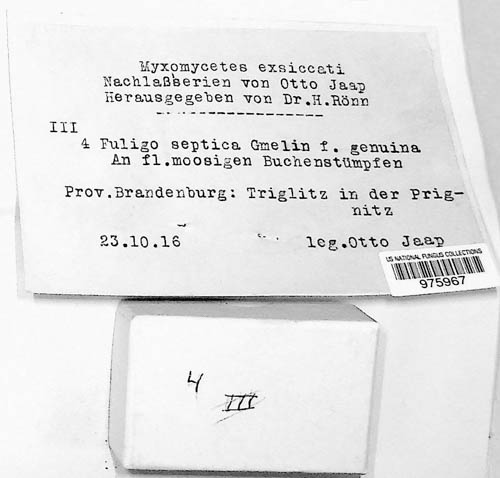 Myxomycetes exsiccati
Nachlaßserien von Otto Jaap
Herausgegeben von Dr.H.Rönn
III
4 Fuligo septica Gmelin f. genuina
An fl.moosigen Buchenstümpfen
Prov.Brandenburg: Triglitz in der Prig-
nitz
23.10.16 leg.Otto Jaap
US NATIONAL FUNGUS COLLECTIONS
975967
4 III